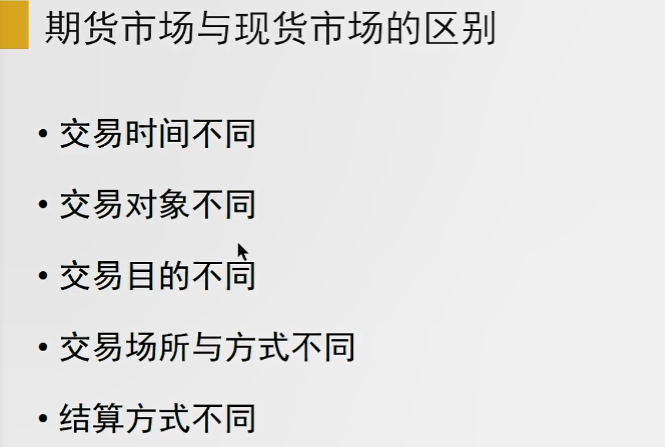 期货市场与现货市场的区别
• 交易时间不同
• 交易对象不同
• 交易目的不同
• 交易场所与方式不同
• 结算方式不同